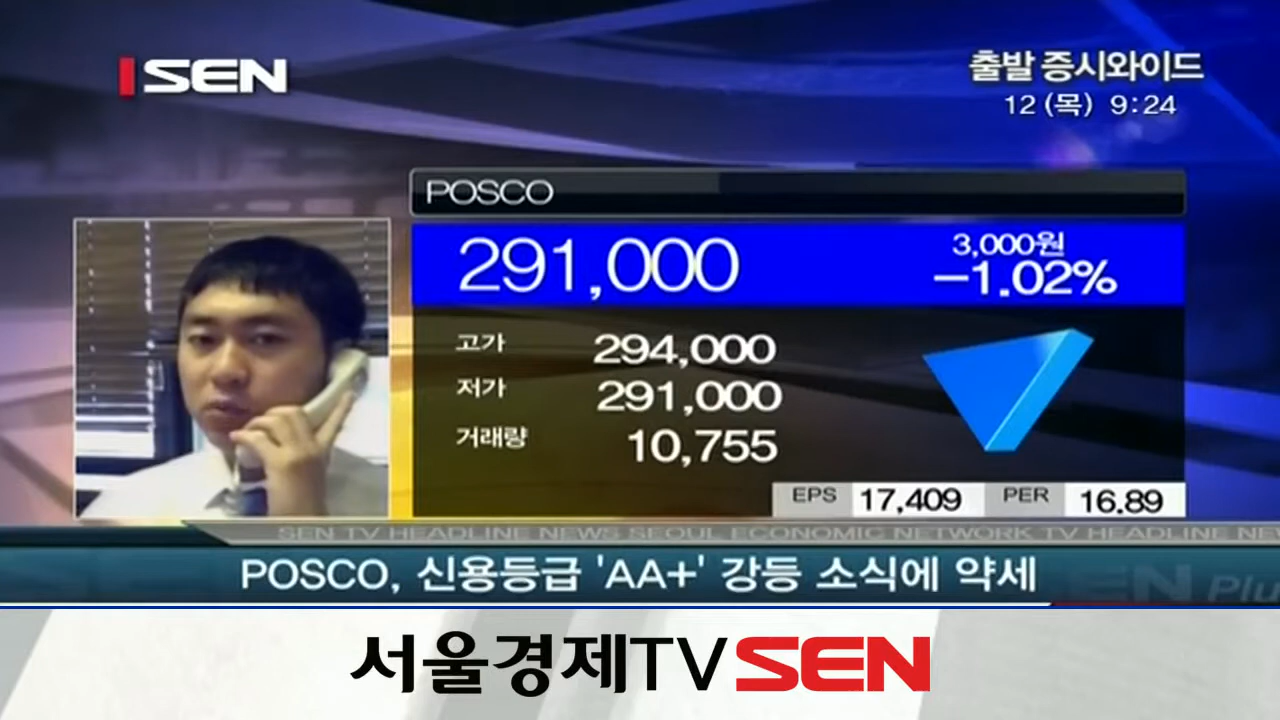 SEN
출발 증시와이드
12 (목) 9:24
POSCO
291,000
3,000원
-1.02%
고가 294,000
저가 291,000
거래량 10,755
EPS 17,409 PER 16.89
SEN TV HEADLINE NEWS SEOUL ECONOMIC NETWORK TV HEADLINE NE
POSCO, 신용등급 'AA+' 강등 소식에 약세
EN Plu
서울경제TV SEN